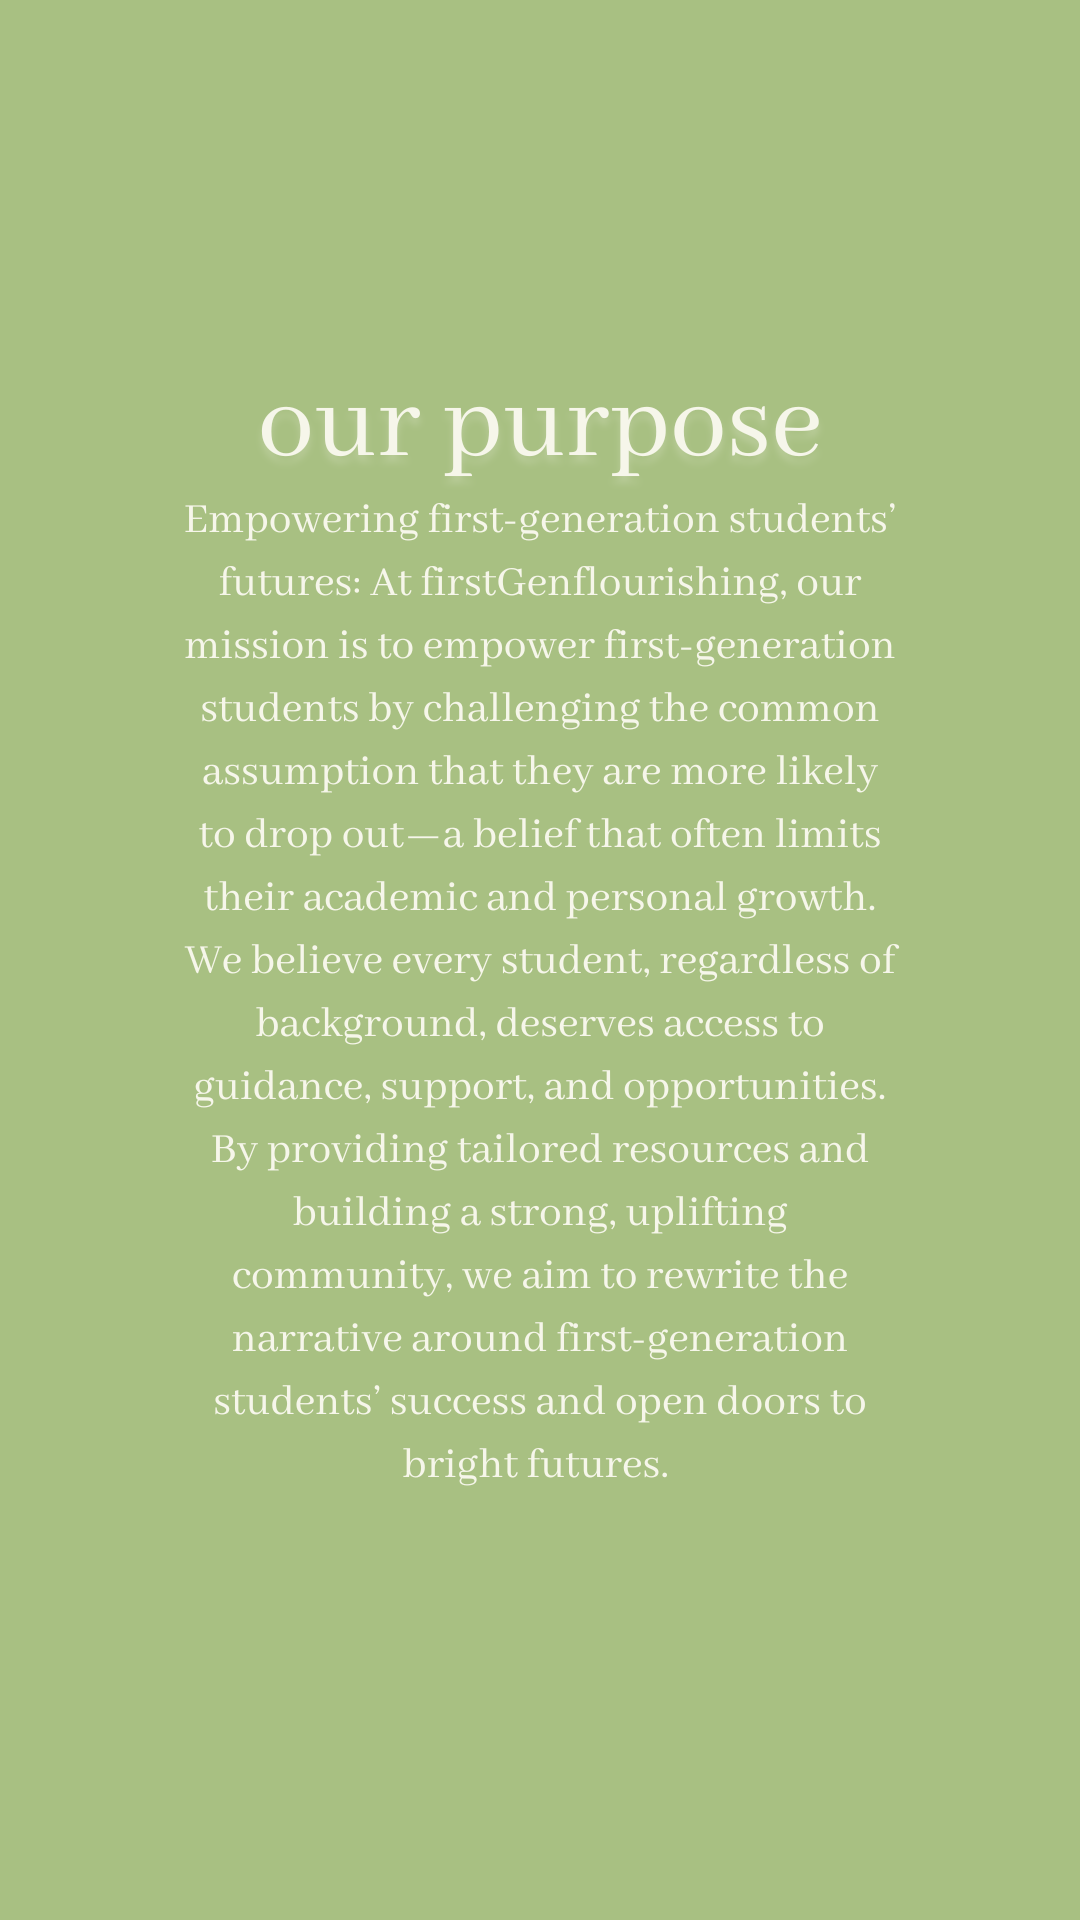 our purpose
Empowering first-generation students’
futures: At firstGenflourishing, our
mission is to empower first-generation
students by challenging the common
assumption that they are more likely
to drop out—a belief that often limits
their academic and personal growth.
We believe every student, regardless of
background, deserves access to
guidance, support, and opportunities.
By providing tailored resources and
building a strong, uplifting
community, we aim to rewrite the
narrative around first-generation
students’ success and open doors to
bright futures.